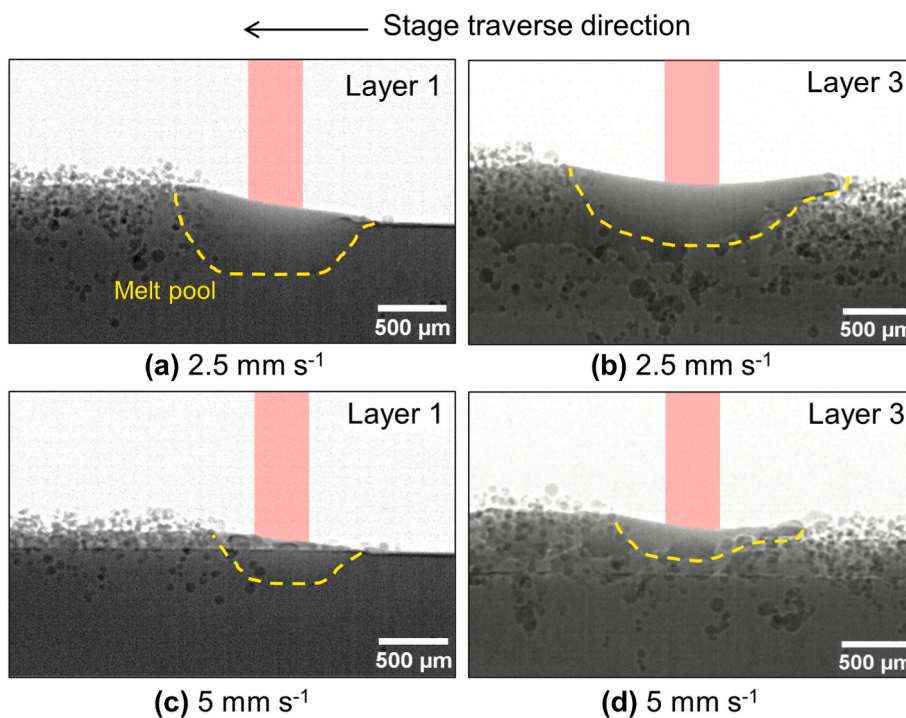 Stage traverse direction
Layer 1
Layer 3
Melt pool
500 µm
500 µm
(a) 2.5 mm s⁻¹
(b) 2.5 mm s⁻¹
Layer 1
Layer 3
500 µm
500 µm
(c) 5 mm s⁻¹
(d) 5 mm s⁻¹